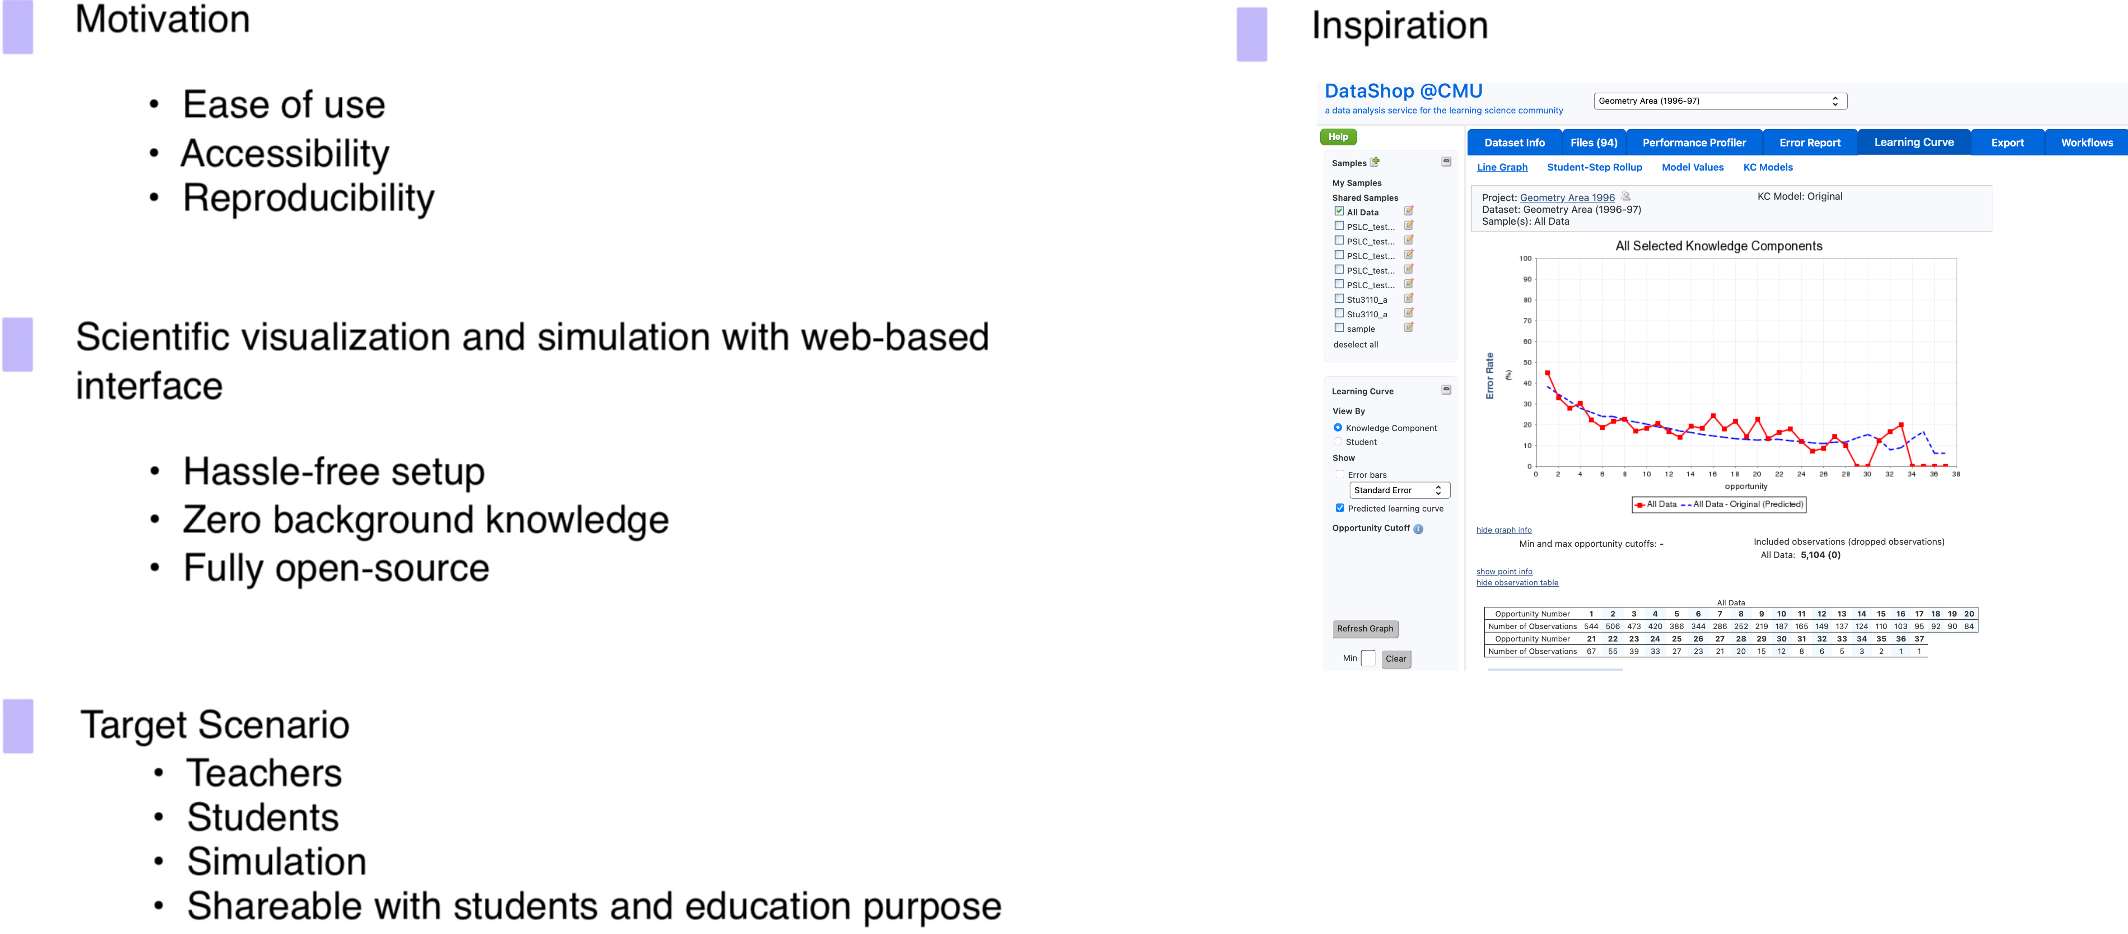 Motivation
• Ease of use
• Accessibility
• Reproducibility
Scientific visualization and simulation with web-based
interface
• Hassle-free setup
• Zero background knowledge
• Fully open-source
Target Scenario
• Teachers
• Students
• Simulation
• Shareable with students and education purpose
Inspiration
DataShop @CMU
a data analysis service for the learning science community
Geometry Area (1996-97)
Help
Samples
My Samples
Shared Samples
All Data
PSLC_test...
PSLC_test...
PSLC_test...
PSLC_test...
PSLC_test...
Stu3110_a
Stu3110_a
sample
deselect all
Learning Curve
View By
Knowledge Component
Student
Show
Error bars
Standard Error
Predicted learning curve
Opportunity Cutoff
Refresh Graph
Min
Clear
Dataset Info Files (94) Performance Profiler Error Report Learning Curve Export Workflows
Line Graph Student-Step Rollup Model Values KC Models
Project: Geometry Area 1996 KC Model: Original
Dataset: Geometry Area (1996-97)
Sample(s): All Data
All Selected Knowledge Components
Error Rate
(%)
100
90
80
70
60
50
40
30
20
10
0
0 2 4 6 8 10 12 14 16 18 20 22 24 26 28 30 32 34 36 38
opportunity
All Data All Data - Original (Predicted)
hide graph info
Min and max opportunity cutoffs: - Included observations (dropped observations)
All Data: 5,104 (0)
show point info
hide observation table
All Data
Opportunity Number 1 2 3 4 5 6 7 8 9 10 11 12 13 14 15 16 17 18 19 20
Number of Observations 544 506 473 420 386 344 286 252 219 187 165 149 137 124 110 103 95 92 90 84
Opportunity Number 21 22 23 24 25 26 27 28 29 30 31 32 33 34 35 36 37
Number of Observations 67 55 39 33 27 23 21 20 15 12 8 6 5 3 2 1 1